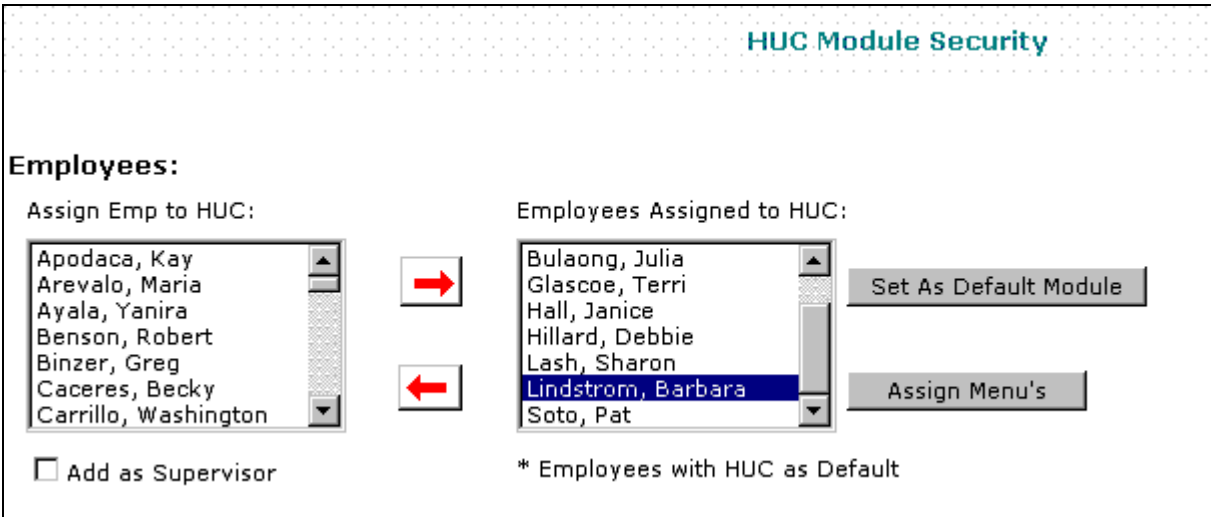 HUC Module Security
Employees:
Assign Emp to HUC:
Apodaca, Kay
Arevalo, Maria
Ayala, Yanira
Benson, Robert
Binzer, Greg
Caceres, Becky
Carrillo, Washington
Add as Supervisor
Employees Assigned to HUC:
Bulaong, Julia
Glascoe, Terri
Hall, Janice
Hillard, Debbie
Lash, Sharon
Lindstrom, Barbara
Soto, Pat
* Employees with HUC as Default
Set As Default Module
Assign Menu's